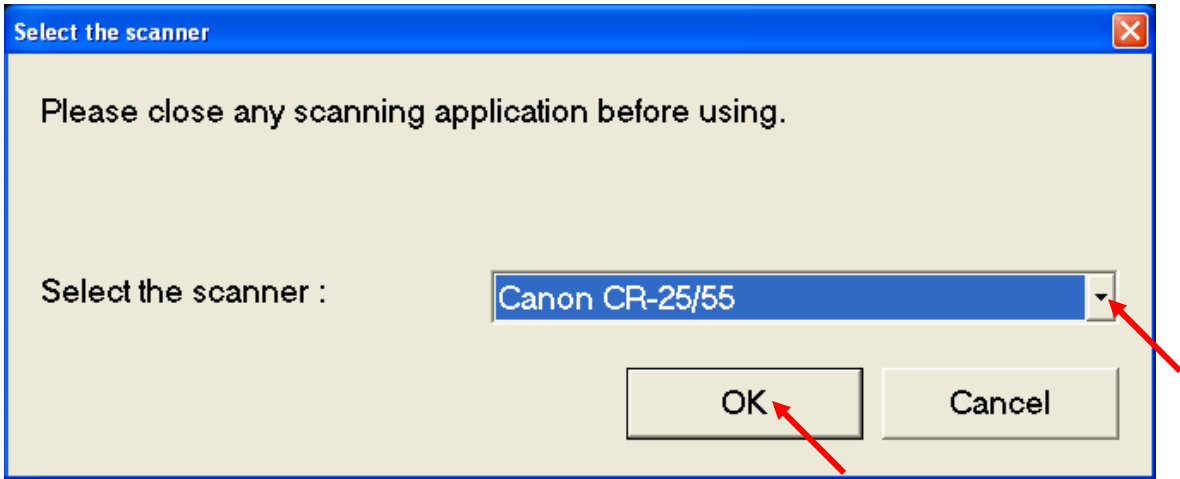 Select the scanner
Please close any scanning application before using.
Select the scanner :
Canon CR-25/55
OK
Cancel